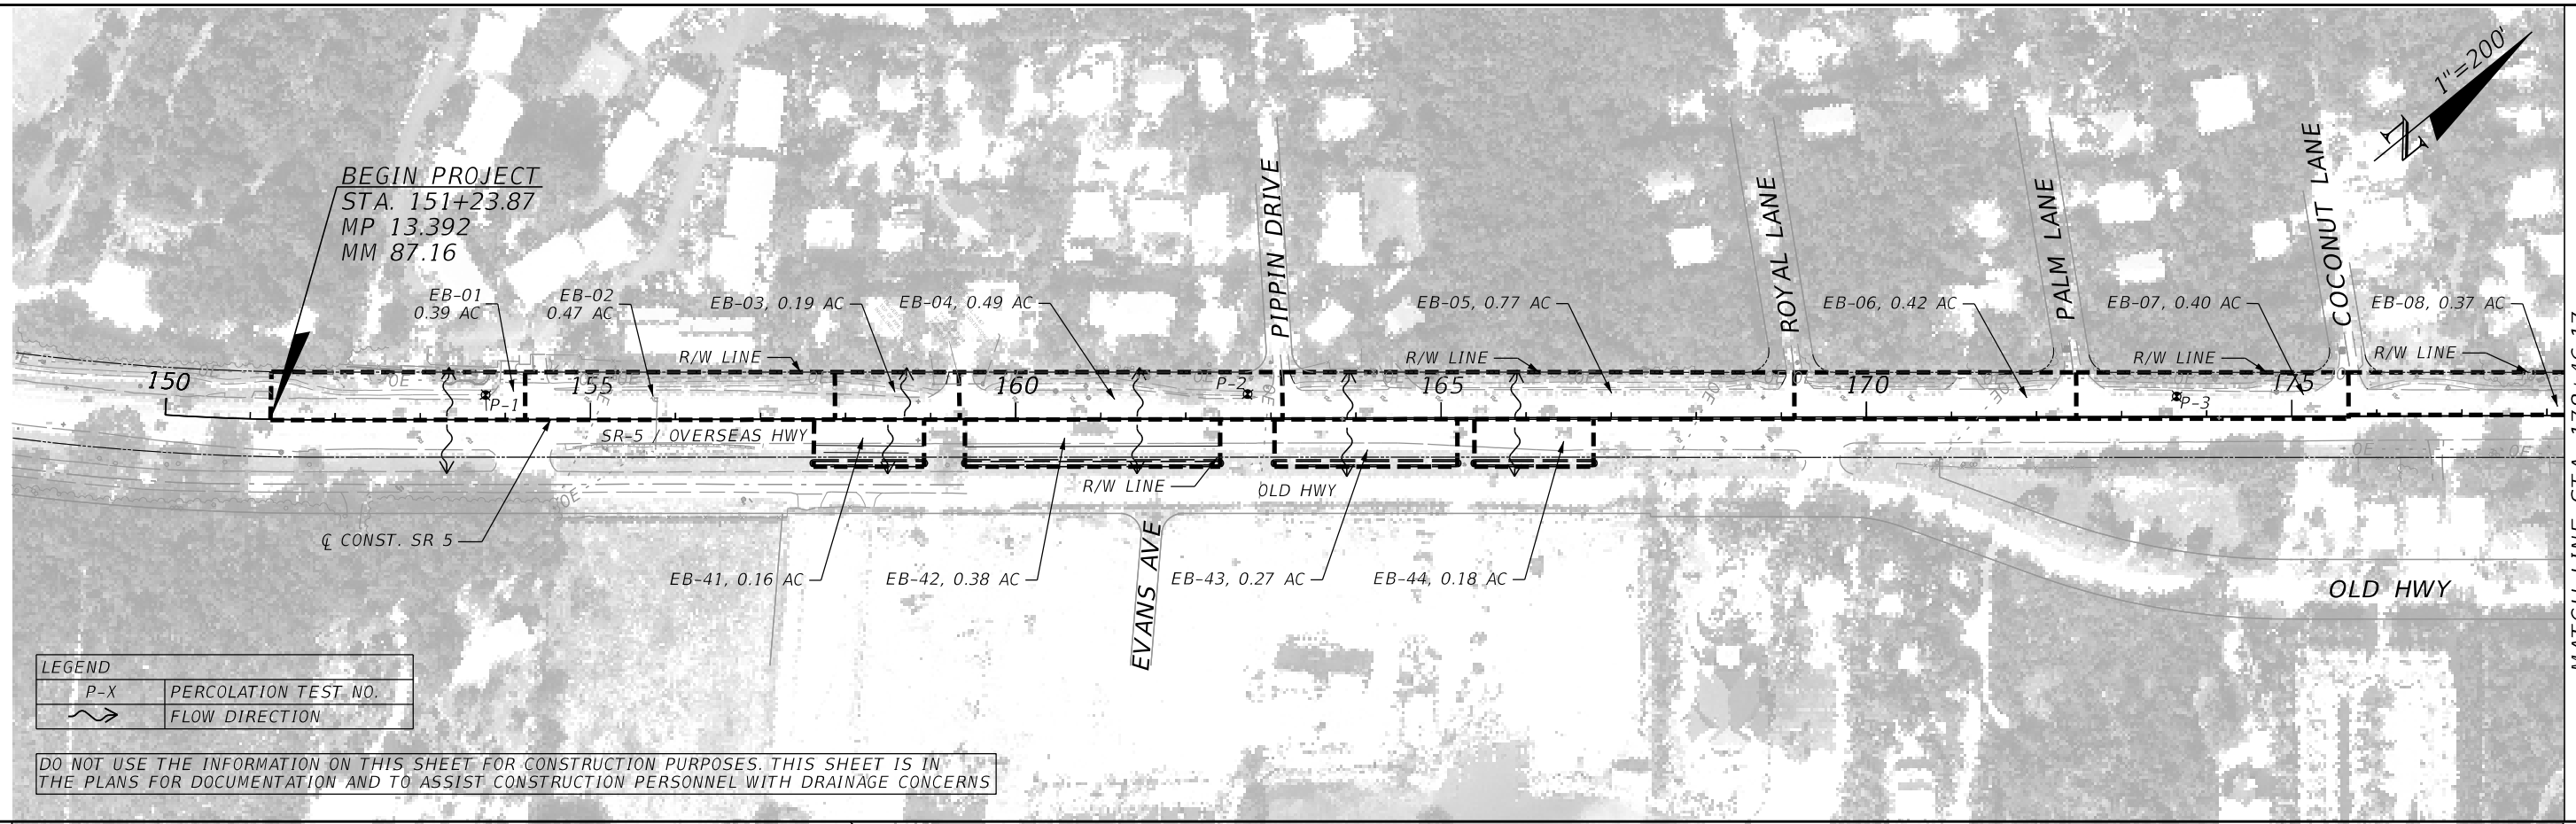 1"=200'
N
BEGIN PROJECT
STA. 151+23.87
MP 13.392
MM 87.16
PIPPIN DRIVE
ROYAL LANE
PALM LANE
COCONUT LANE
EB-01
0.39 AC
EB-02
0.47 AC
EB-03, 0.19 AC
EB-04, 0.49 AC
EB-05, 0.77 AC
EB-06, 0.42 AC
EB-07, 0.40 AC
EB-08, 0.37 AC
R/W LINE
R/W LINE
R/W LINE
R/W LINE
150
155
160
165
170
175
OE
OE
OE
OE
OE
OE
OE
P-1
P-2
P-3
SR-5 / OVERSEAS HWY
R/W LINE
OLD HWY
℄ CONST. SR 5
EB-41, 0.16 AC
EB-42, 0.38 AC
EB-43, 0.27 AC
EB-44, 0.18 AC
EVANS AVE
OLD HWY
LEGEND
P-X PERCOLATION TEST NO.
FLOW DIRECTION
DO NOT USE THE INFORMATION ON THIS SHEET FOR CONSTRUCTION PURPOSES. THIS SHEET IS IN
THE PLANS FOR DOCUMENTATION AND TO ASSIST CONSTRUCTION PERSONNEL WITH DRAINAGE CONCERNS